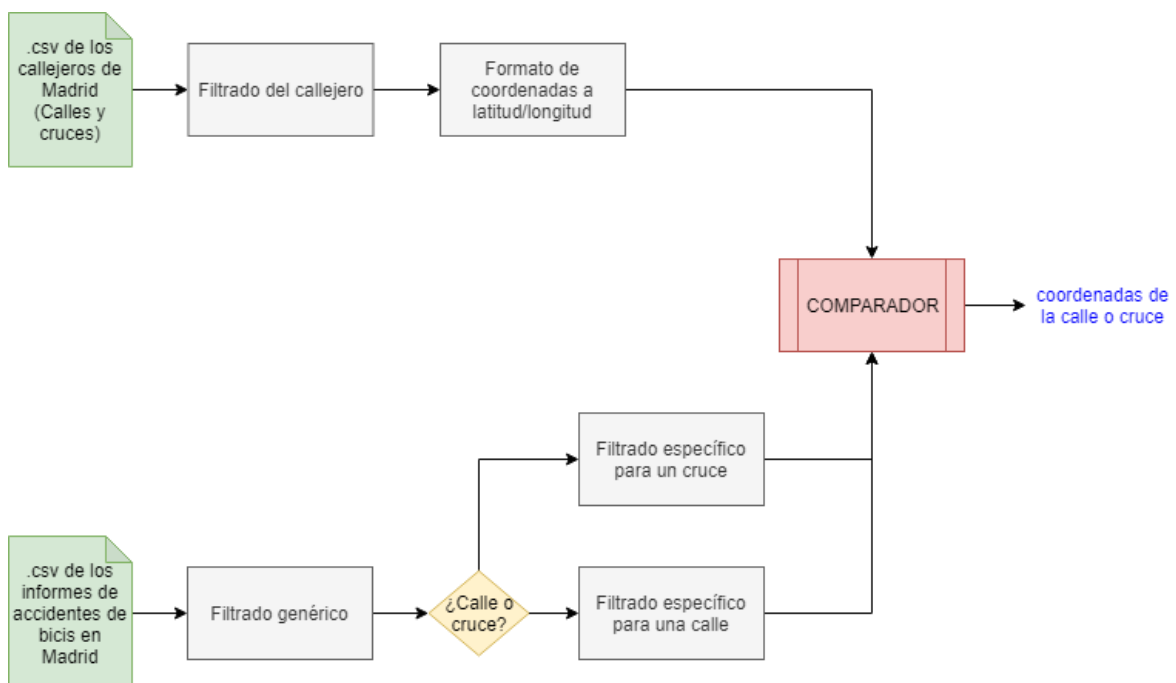 .csv de los
callejeros de
Madrid
(Calles y
cruces)
Filtrado del callejero
Formato de
coordenadas a
latitud/longitud
COMPARADOR
coordenadas de
la calle o cruce
Filtrado específico
para un cruce
.csv de los
informes de
accidentes de
bicis en
Madrid
Filtrado genérico
¿Calle o
cruce?
Filtrado específico
para una calle